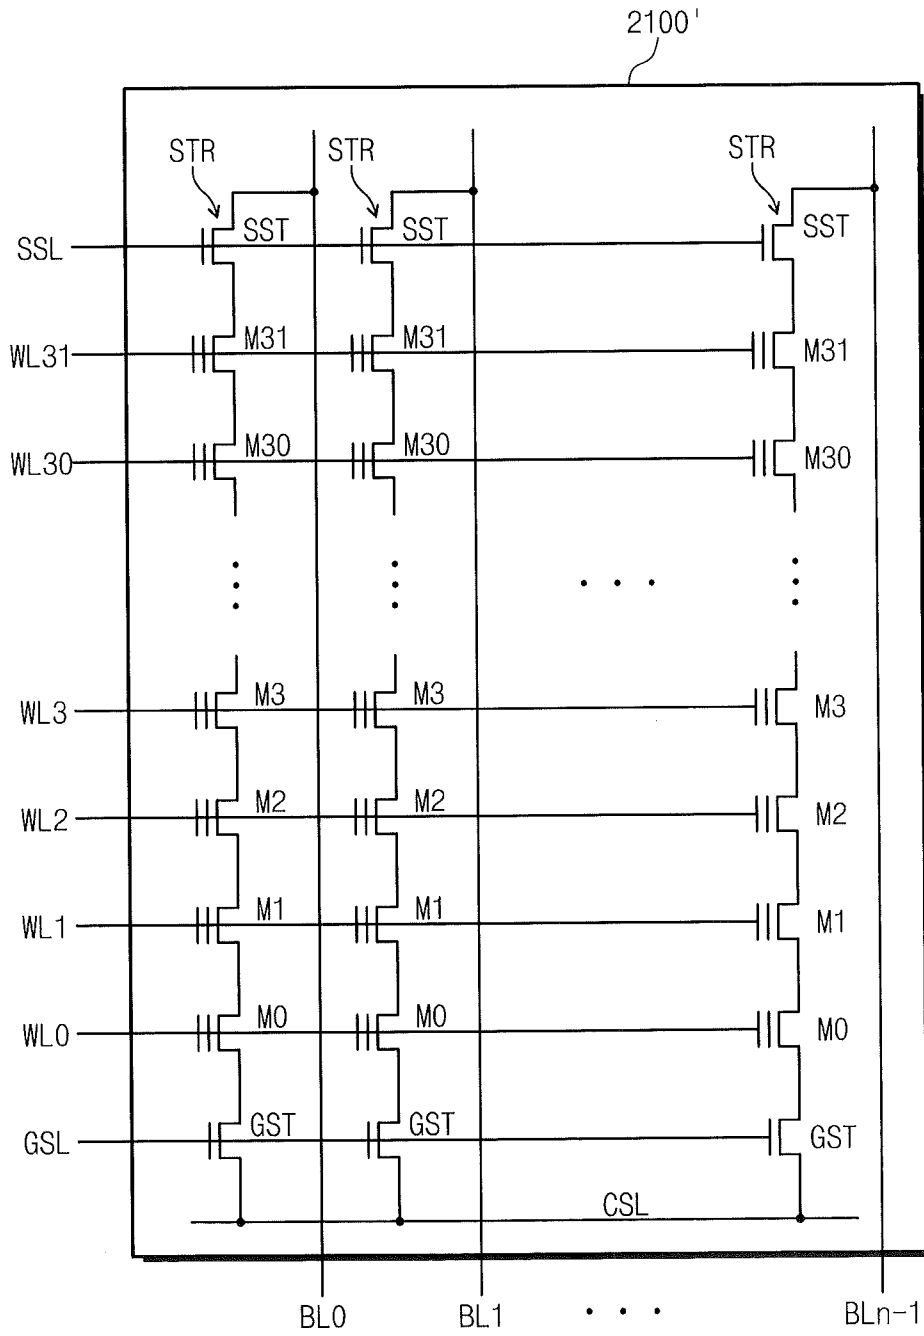 2100'
STR STR STR
SSL SST SST SST
WL31 M31 M31 M31
WL30 M30 M30 M30
WL3 M3 M3 M3
WL2 M2 M2 M2
WL1 M1 M1 M1
WL0 M0 M0 M0
GSL GST GST GST
CSL
BL0 BL1 BLn-1